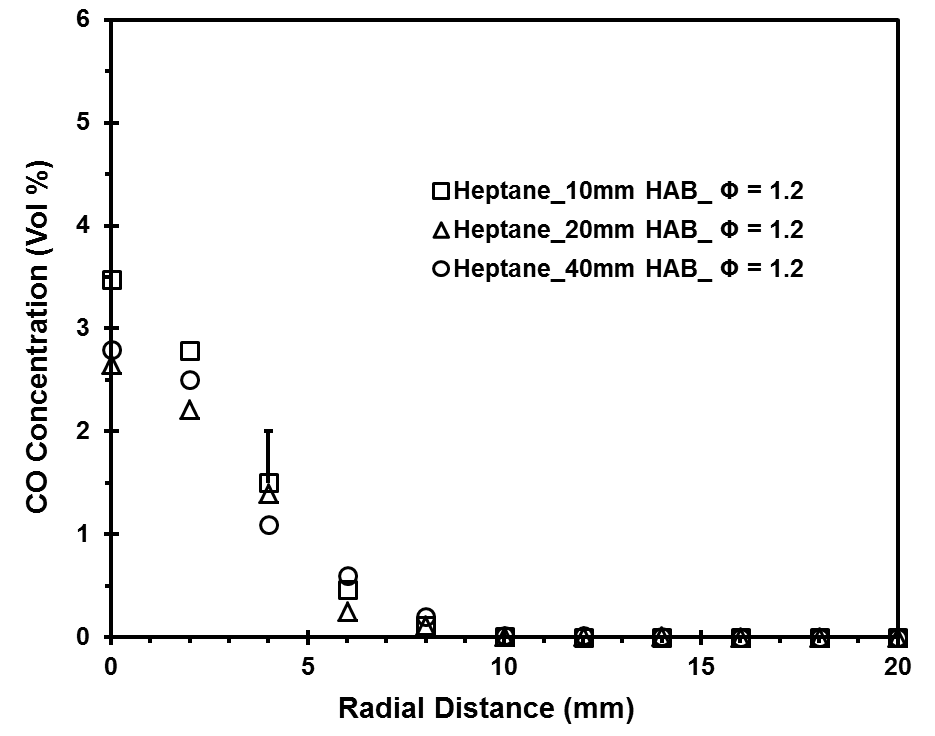 6
5
4
3
2
1
0
CO Concentration (Vol %)
Heptane_10mm HAB_ Φ = 1.2
Heptane_20mm HAB_ Φ = 1.2
Heptane_40mm HAB_ Φ = 1.2
0 5 10 15 20
Radial Distance (mm)